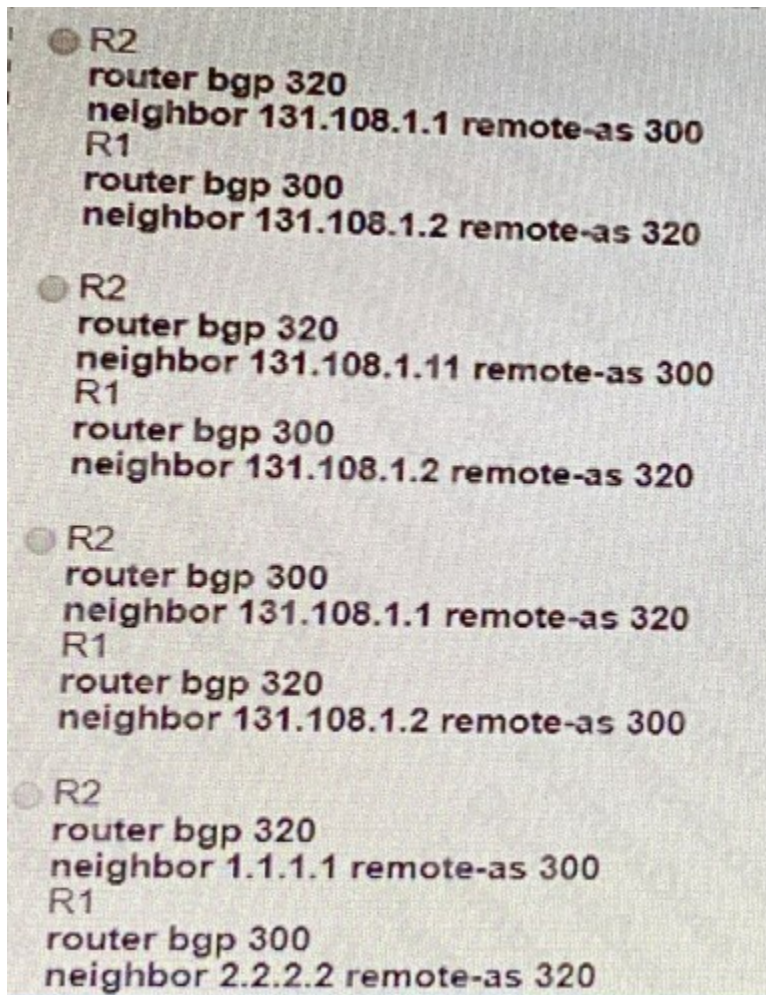 R2
router bgp 320
neighbor 131.108.1.1 remote-as 300
R1
router bgp 300
neighbor 131.108.1.2 remote-as 320
R2
router bgp 320
neighbor 131.108.1.11 remote-as 300
R1
router bgp 300
neighbor 131.108.1.2 remote-as 320
R2
router bgp 300
neighbor 131.108.1.1 remote-as 320
R1
router bgp 320
neighbor 131.108.1.2 remote-as 300
R2
router bgp 320
neighbor 1.1.1.1 remote-as 300
R1
router bgp 300
neighbor 2.2.2.2 remote-as 320